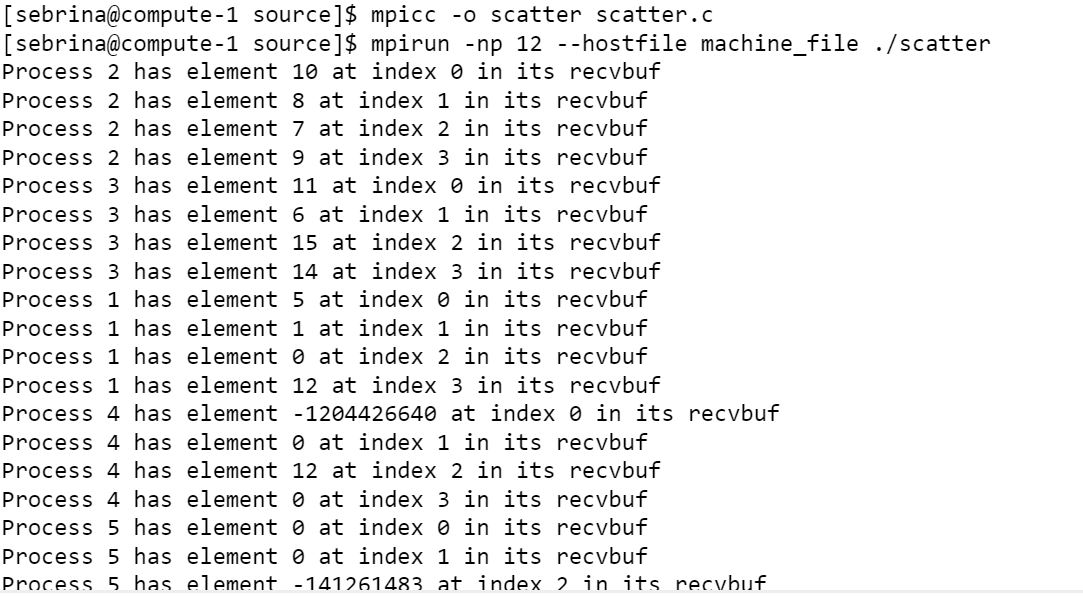 [sebrina@compute-1 source]$ mpicc -o scatter scatter.c
[sebrina@compute-1 source]$ mpirun -np 12 --hostfile machine_file ./scatter
Process 2 has element 10 at index 0 in its recvbuf
Process 2 has element 8 at index 1 in its recvbuf
Process 2 has element 7 at index 2 in its recvbuf
Process 2 has element 9 at index 3 in its recvbuf
Process 3 has element 11 at index 0 in its recvbuf
Process 3 has element 6 at index 1 in its recvbuf
Process 3 has element 15 at index 2 in its recvbuf
Process 3 has element 14 at index 3 in its recvbuf
Process 1 has element 5 at index 0 in its recvbuf
Process 1 has element 1 at index 1 in its recvbuf
Process 1 has element 0 at index 2 in its recvbuf
Process 1 has element 12 at index 3 in its recvbuf
Process 4 has element -1204426640 at index 0 in its recvbuf
Process 4 has element 0 at index 1 in its recvbuf
Process 4 has element 12 at index 2 in its recvbuf
Process 4 has element 0 at index 3 in its recvbuf
Process 5 has element 0 at index 0 in its recvbuf
Process 5 has element 0 at index 1 in its recvbuf
Process 5 has element -141261483 at index 2 in its recvbuf